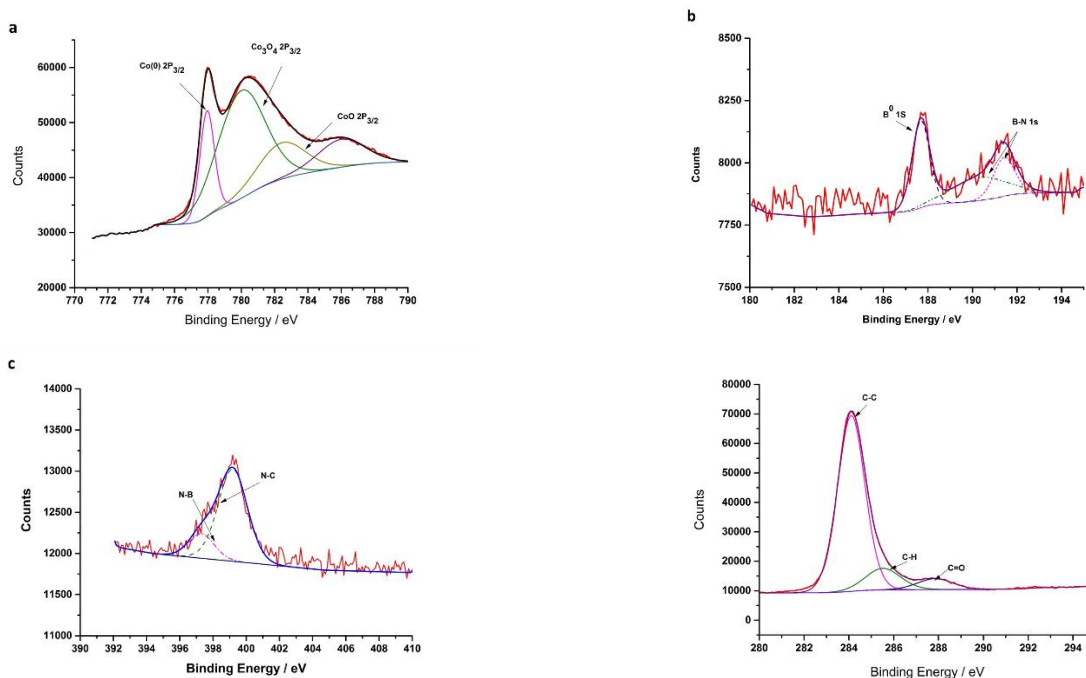 a
Co(0) 2P3/2
Co3O4 2P3/2
CoO 2P3/2
60000
50000
40000
30000
20000
Counts
770 772 774 776 778 780 782 784 786 788 790
Binding Energy / eV
b
B0 1S
B-N 1s
8500
8250
8000
7750
7500
Counts
180 182 184 186 188 190 192 194
Binding Energy / eV
c
N-B
N-C
14000
13000
12000
11500
11000
Counts
390 392 394 396 398 400 402 404 406 408 410
Binding Energy / eV
C-C
C-H
C=O
80000
70000
60000
50000
40000
30000
20000
10000
0
Counts
280 282 284 286 288 290 292 294
Binding Energy / eV